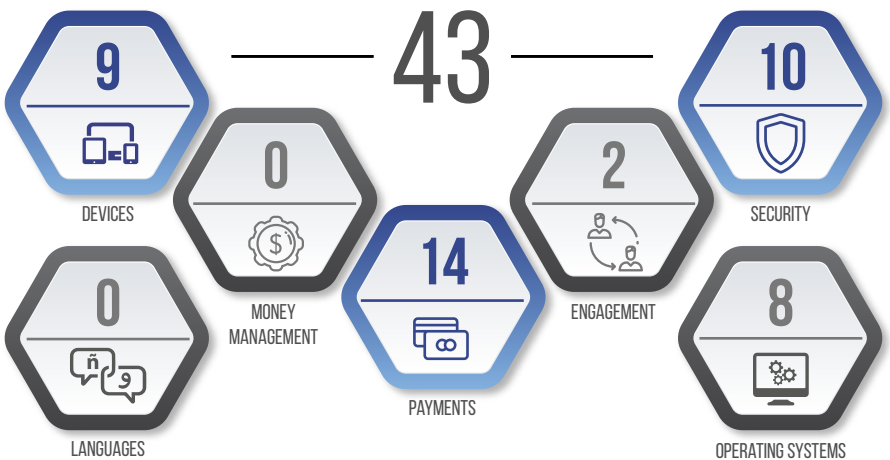 43
9
DEVICES
0
MONEY
MANAGEMENT
14
PAYMENTS
2
ENGAGEMENT
10
SECURITY
0
ñ
و
LANGUAGES
8
OPERATING SYSTEMS
$